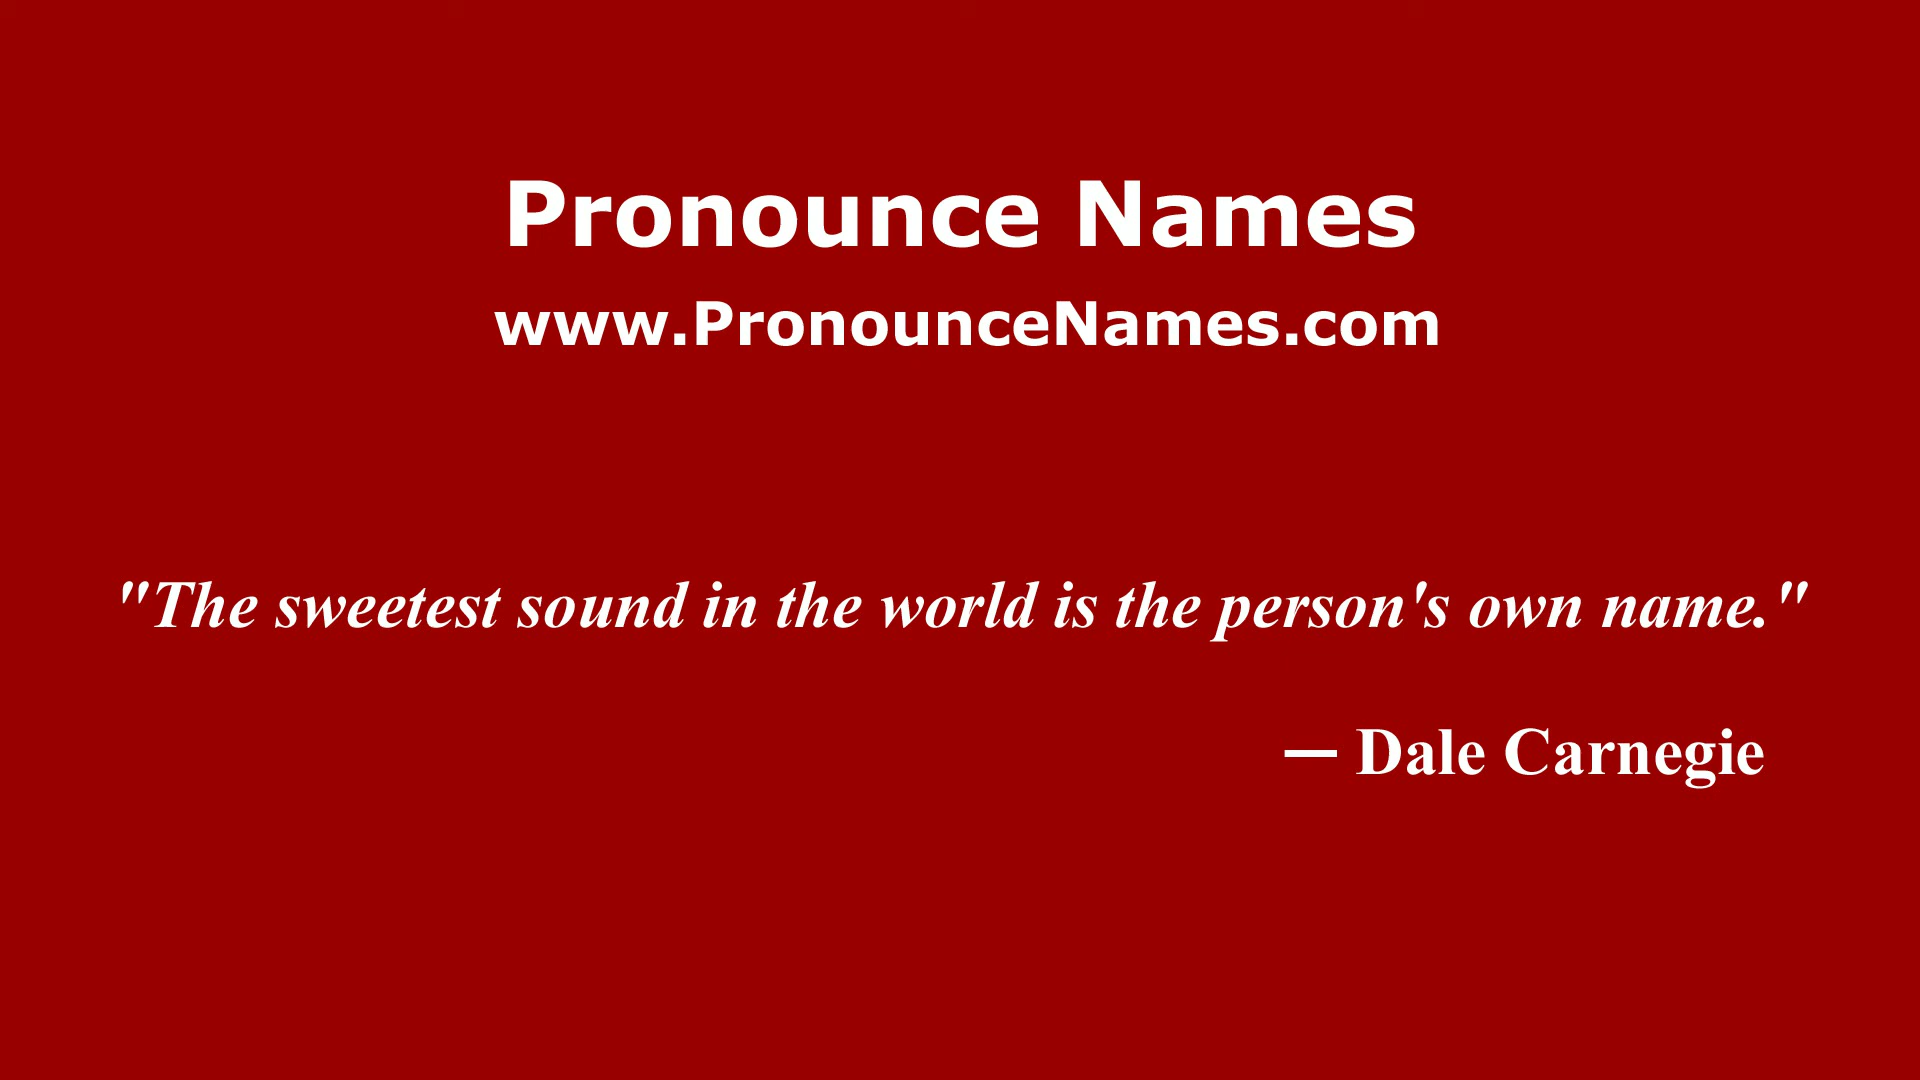 Pronounce Names
www.PronounceNames.com
"The sweetest sound in the world is the person's own name."
— Dale Carnegie